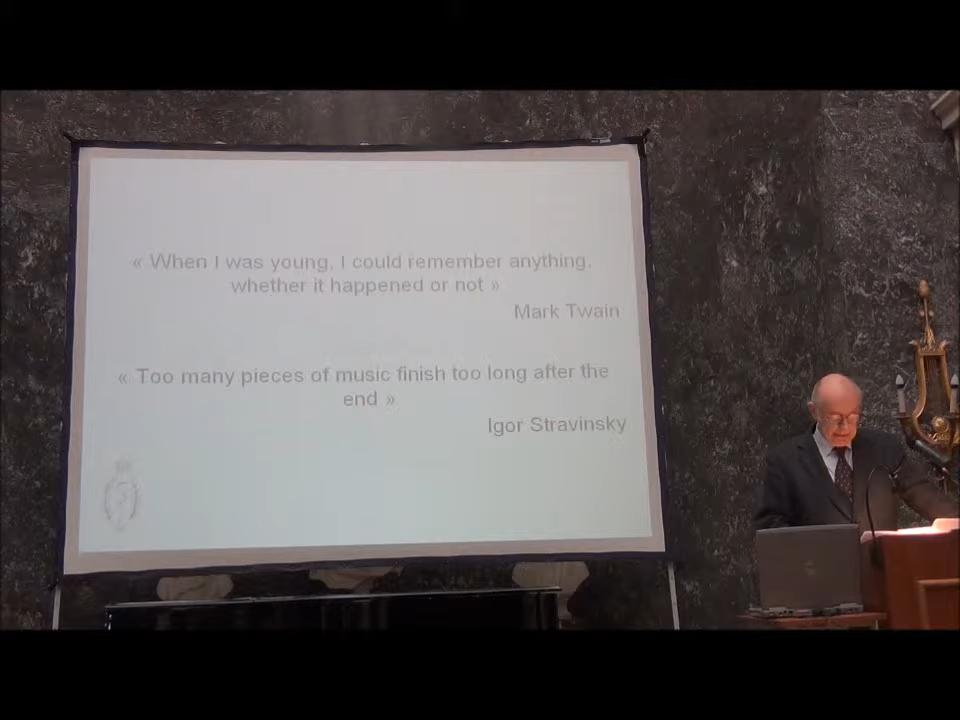 « When I was young, I could remember anything,
whether it happened or not »
Mark Twain
« Too many pieces of music finish too long after the
end »
Igor Stravinsky